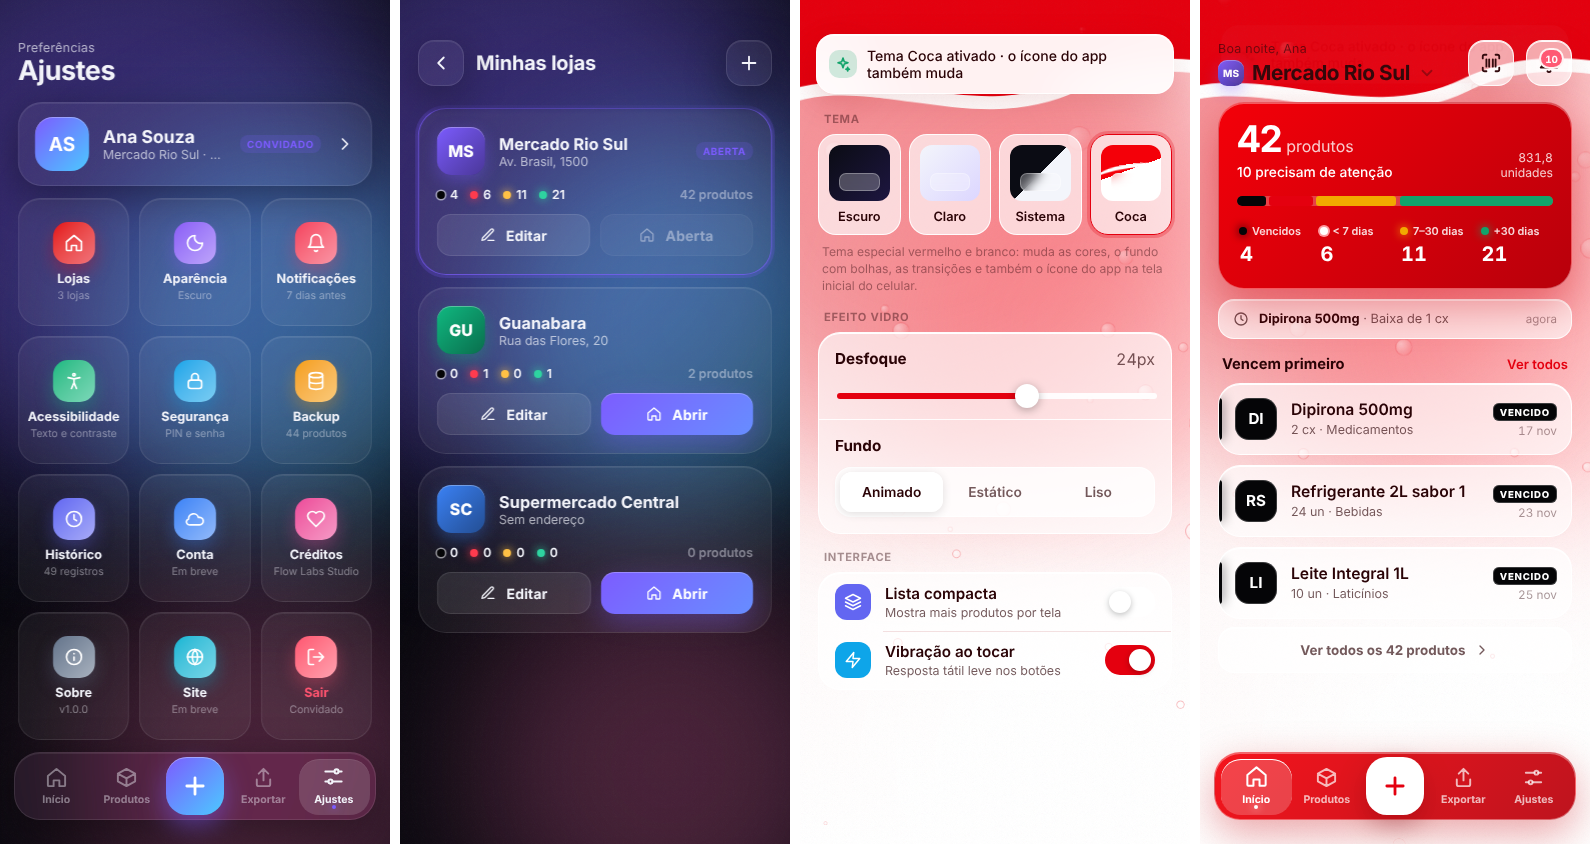 Preferências
Ajustes
AS
Ana Souza
Mercado Rio Sul · ...
CONVIDADO
Lojas
3 lojas
Aparência
Escuro
Notificações
7 dias antes
Acessibilidade
Texto e contraste
Segurança
PIN e senha
Backup
44 produtos
Histórico
49 registros
Conta
Em breve
Créditos
Flow Labs Studio
Sobre
v1.0.0
Site
Em breve
Sair
Convidado
Início
Produtos
+
Exportar
Ajustes
Minhas lojas
+
MS
Mercado Rio Sul
Av. Brasil, 1500
ABERTA
4 6 11 21
42 produtos
Editar
Aberta
GU
Guanabara
Rua das Flores, 20
0 1 0 1
2 produtos
Editar
Abrir
SC
Supermercado Central
Sem endereço
0 0 0 0
0 produtos
Editar
Abrir
Tema Coca ativado · o ícone do app
também muda
TEMA
Escuro
Claro
Sistema
Coca
Tema especial vermelho e branco: muda as cores, o fundo
com bolhas, as transições e também o ícone do app na tela
inicial do celular.
EFEITO VIDRO
Desfoque
24px
Fundo
Animado
Estático
Liso
INTERFACE
Lista compacta
Mostra mais produtos por tela
Vibração ao tocar
Resposta tátil leve nos botões
Boa noite, Ana
MS
Mercado Rio Sul
10
42 produtos
10 precisam de atenção
831,8
unidades
Vencidos
4
< 7 dias
6
7–30 dias
11
+30 dias
21
Dipirona 500mg · Baixa de 1 cx
agora
Vencem primeiro
Ver todos
DI
Dipirona 500mg
2 cx · Medicamentos
VENCIDO
17 nov
RS
Refrigerante 2L sabor 1
24 un · Bebidas
VENCIDO
23 nov
LI
Leite Integral 1L
10 un · Laticínios
VENCIDO
25 nov
Ver todos os 42 produtos
Início
Produtos
+
Exportar
Ajustes